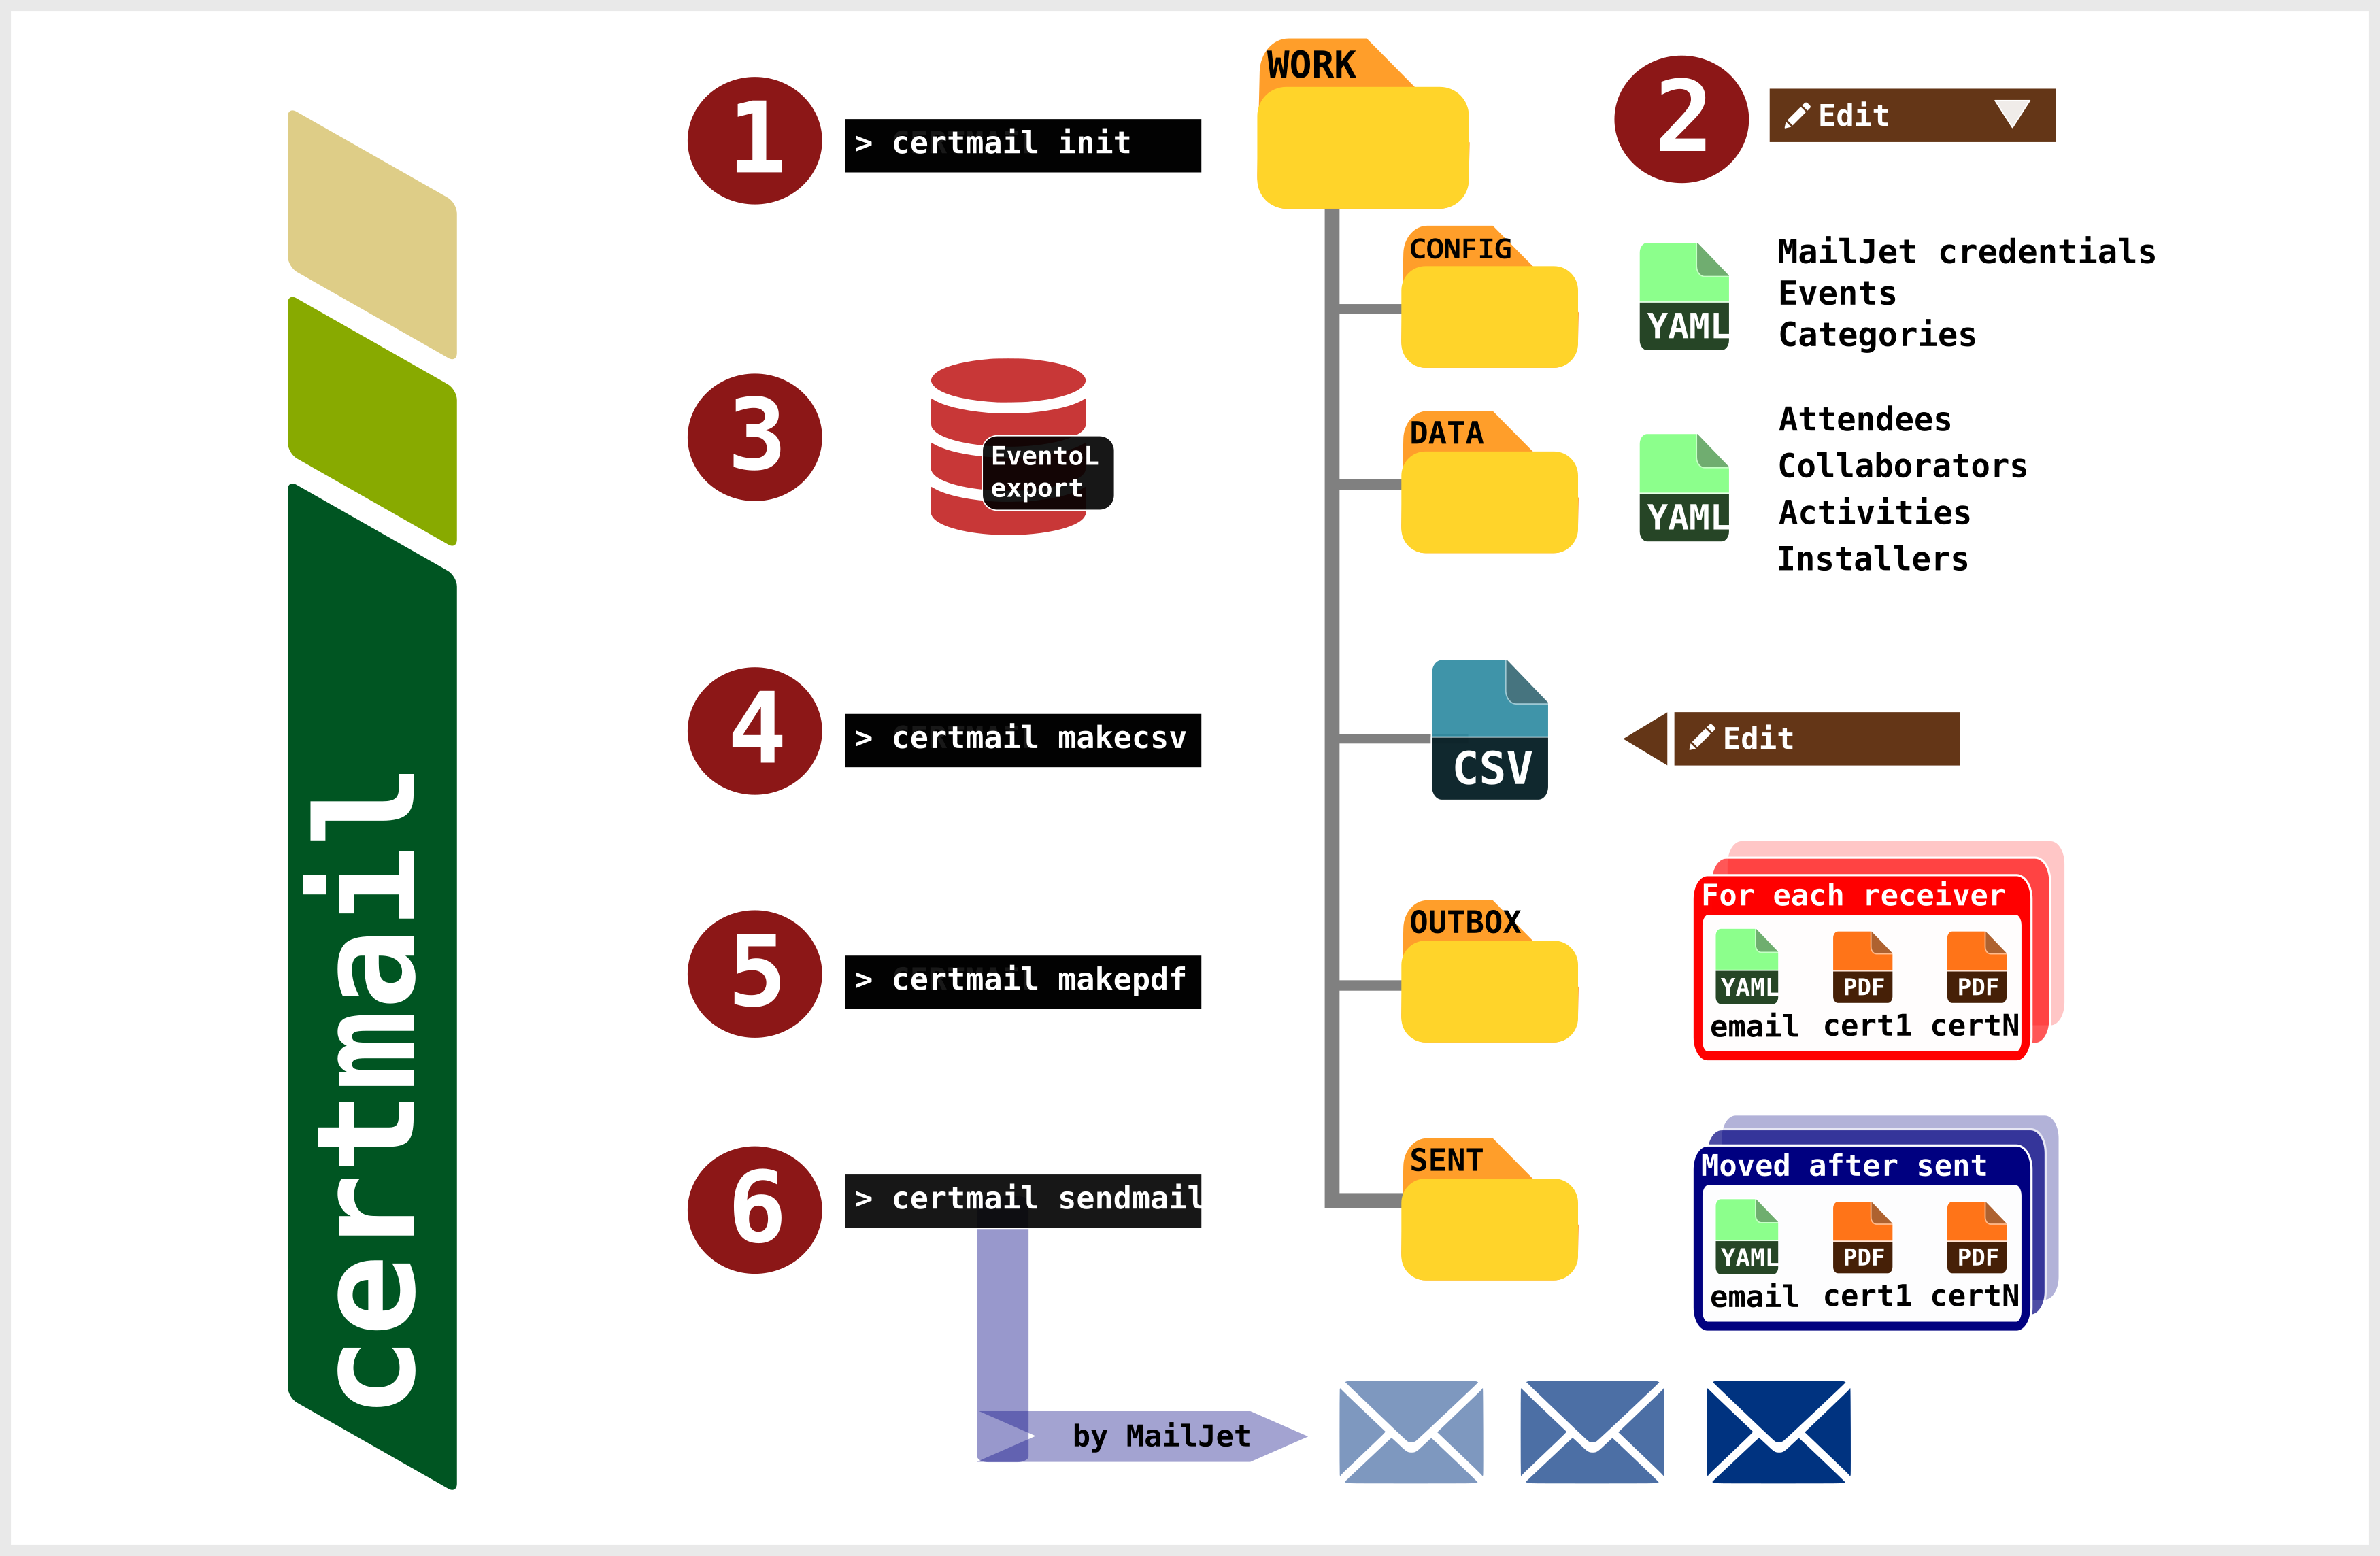 certmail
1
> certmail init
WORK
2
Edit
CONFIG
YAML
MailJet credentials
Events
Categories
3
EventoL
export
DATA
YAML
Attendees
Collaborators
Activities
Installers
4
> certmail makecsv
CSV
Edit
5
> certmail makepdf
OUTBOX
For each receiver
YAML PDF PDF
email cert1 certN
6
> certmail sendmail
SENT
Moved after sent
YAML PDF PDF
email cert1 certN
by MailJet